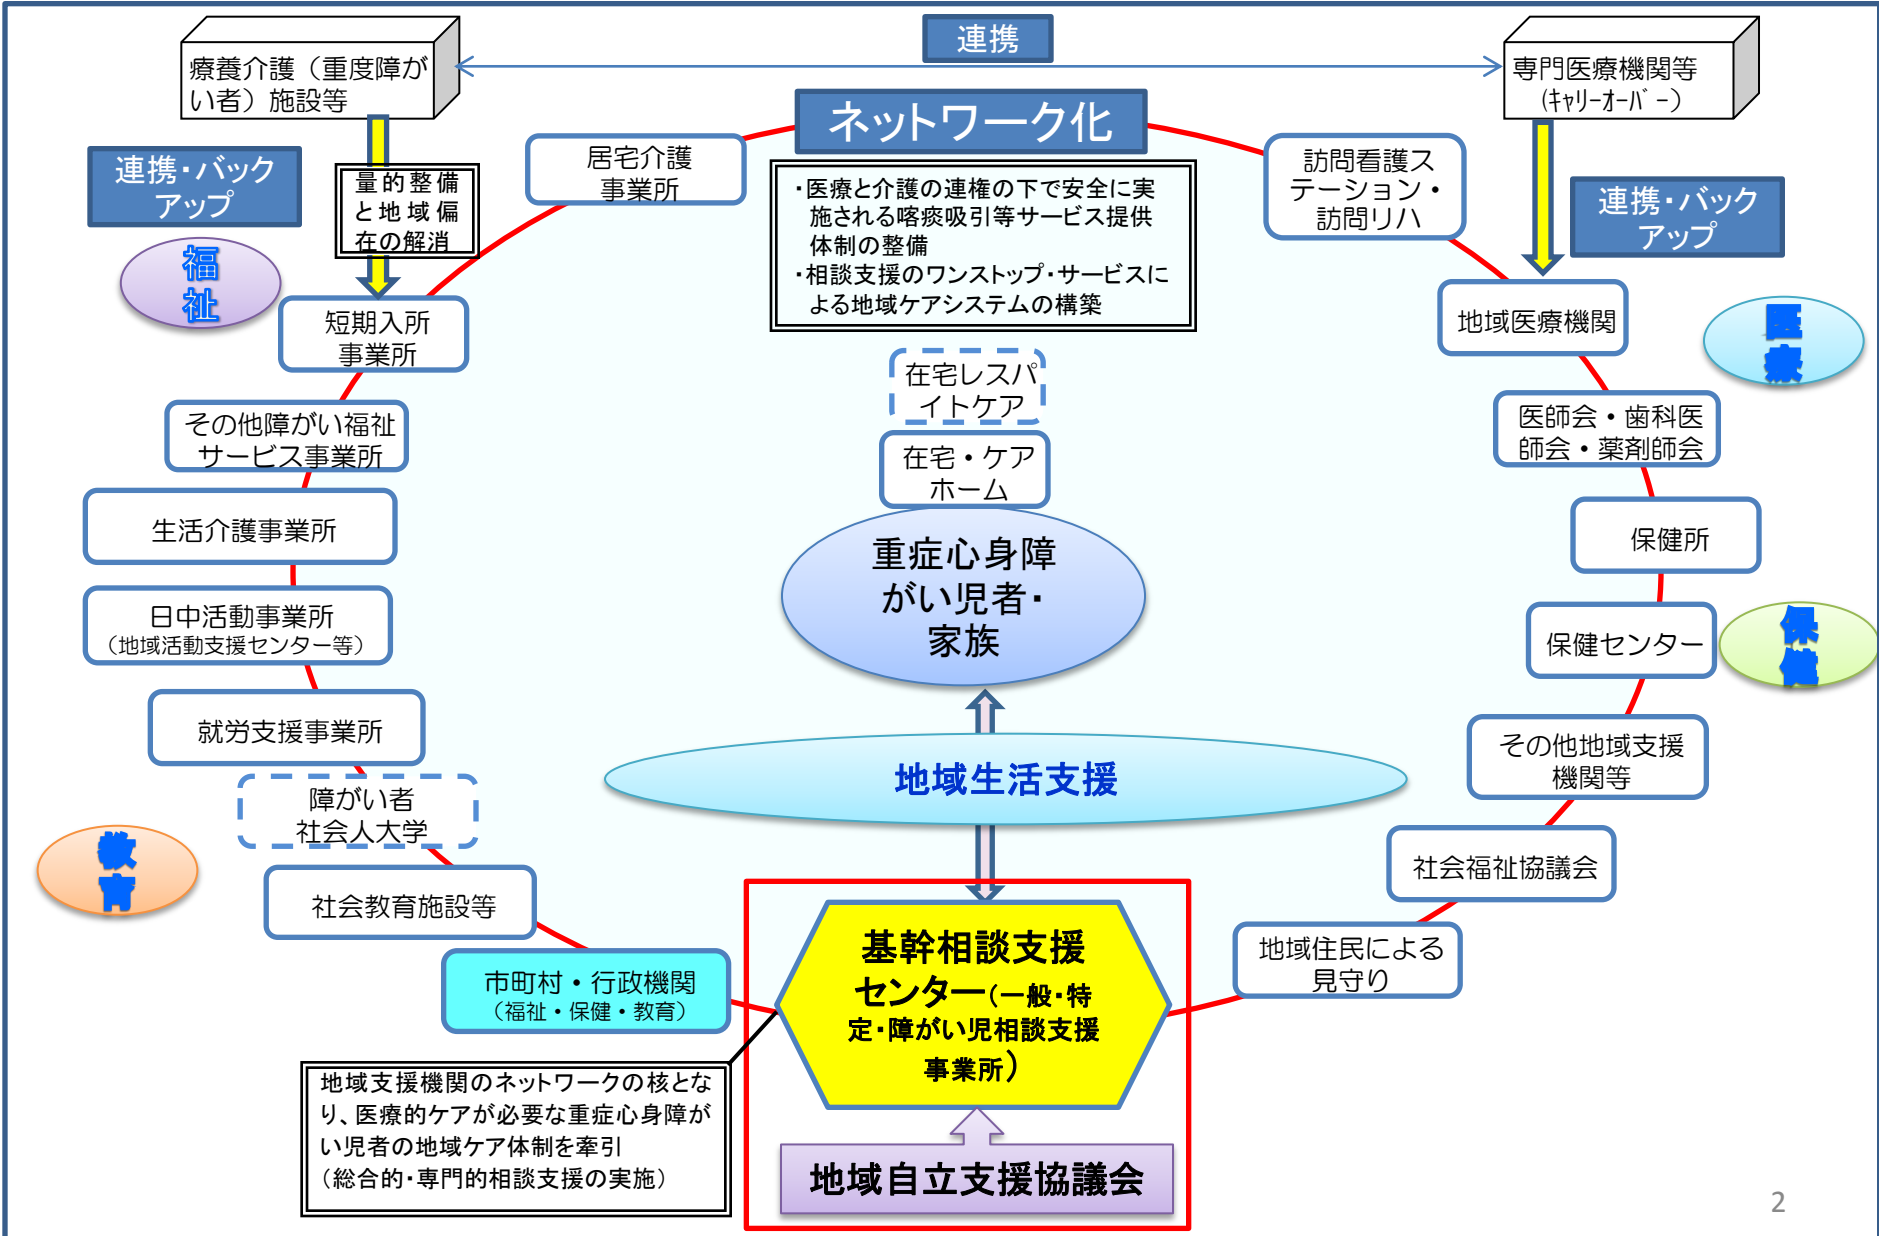 連携
療養介護（重度障が
い者）施設等
専門医療機関等
（ｷｬﾘｰｵｰﾊﾞｰ）
ネットワーク化
連携・バック
アップ
量的整備
と地域偏
在の解消
居宅介護
事業所
・医療と介護の連権の下で安全に実
施される喀痰吸引等サービス提供
体制の整備
・相談支援のワンストップ・サービスに
よる地域ケアシステムの構築
訪問看護ス
テーション・
訪問リハ
連携・バック
アップ
福
祉
短期入所
事業所
地域医療機関
医
療
在宅レスパ
イトケア
その他障がい福祉
サービス事業所
在宅・ケア
ホーム
医師会・歯科医
師会・薬剤師会
生活介護事業所
重症心身障
がい児者・
家族
保健所
日中活動事業所
（地域活動支援センター等）
保健センター
保
健
就労支援事業所
その他地域支援
機関等
地域生活支援
障がい者
社会人大学
教
育
社会教育施設等
社会福祉協議会
市町村・行政機関
（福祉・保健・教育）
基幹相談支援
センター（一般・特
定・障がい児相談支援
事業所）
地域住民による
見守り
地域支援機関のネットワークの核とな
り、医療的ケアが必要な重症心身障が
い児者の地域ケア体制を牽引
（総合的・専門的相談支援の実施）
地域自立支援協議会
2